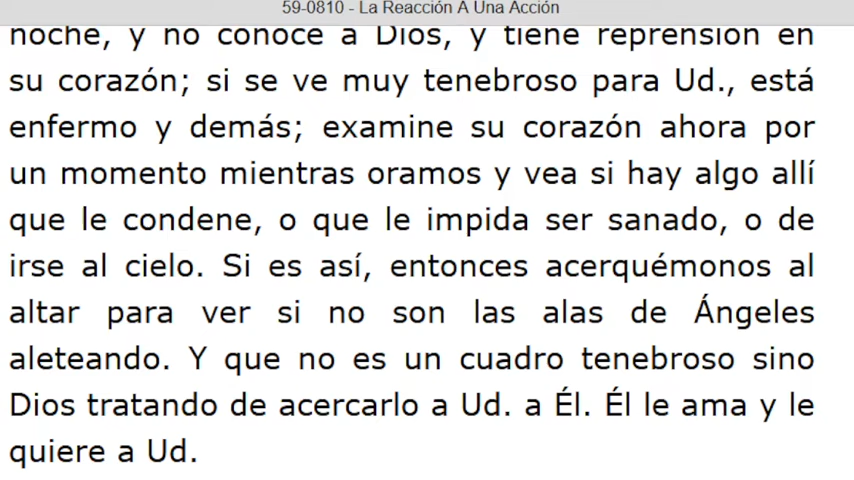 59-0810 - La Reacción A Una Acción
noche, y no conoce a Dios, y tiene reprensión en
su corazón; si se ve muy tenebroso para Ud., está
enfermo y demás; examine su corazón ahora por
un momento mientras oramos y vea si hay algo allí
que le condene, o que le impida ser sanado, o de
irse al cielo. Si es así, entonces acerquémonos al
altar para ver si no son las alas de Ángeles
aleteando. Y que no es un cuadro tenebroso sino
Dios tratando de acercarlo a Ud. a Él. Él le ama y le
quiere a Ud.